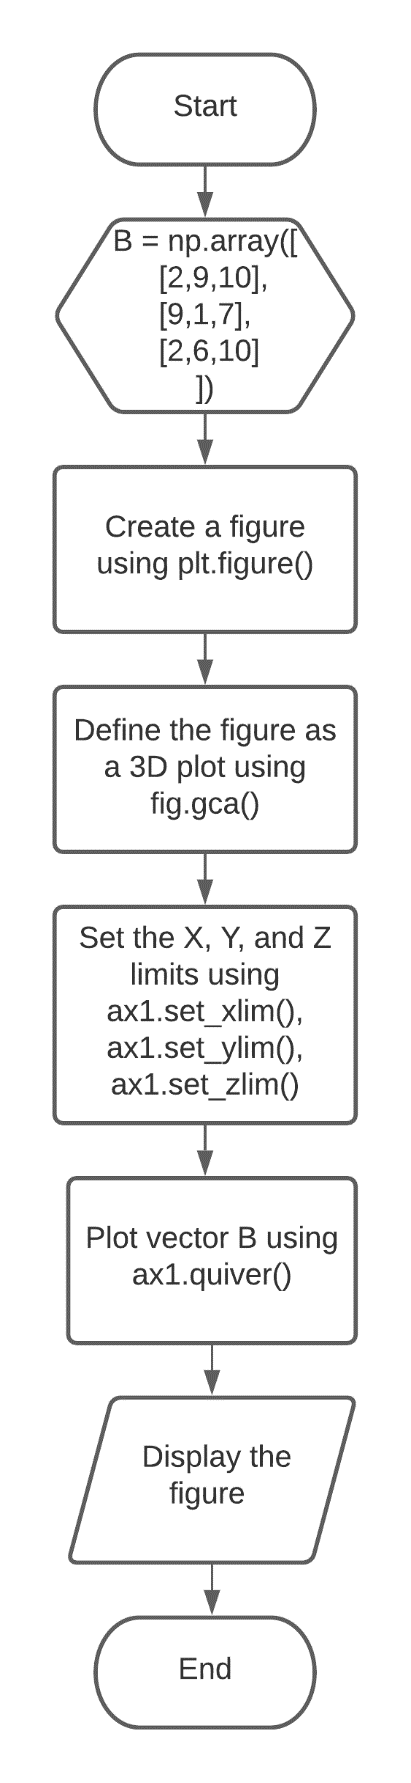 Start
B = np.array([
[2,9,10],
[9,1,7],
[2,6,10]
])
Create a figure
using plt.figure()
Define the figure as
a 3D plot using
fig.gca()
Set the X, Y, and Z
limits using
ax1.set_xlim(),
ax1.set_ylim(),
ax1.set_zlim()
Plot vector B using
ax1.quiver()
Display the
figure
End